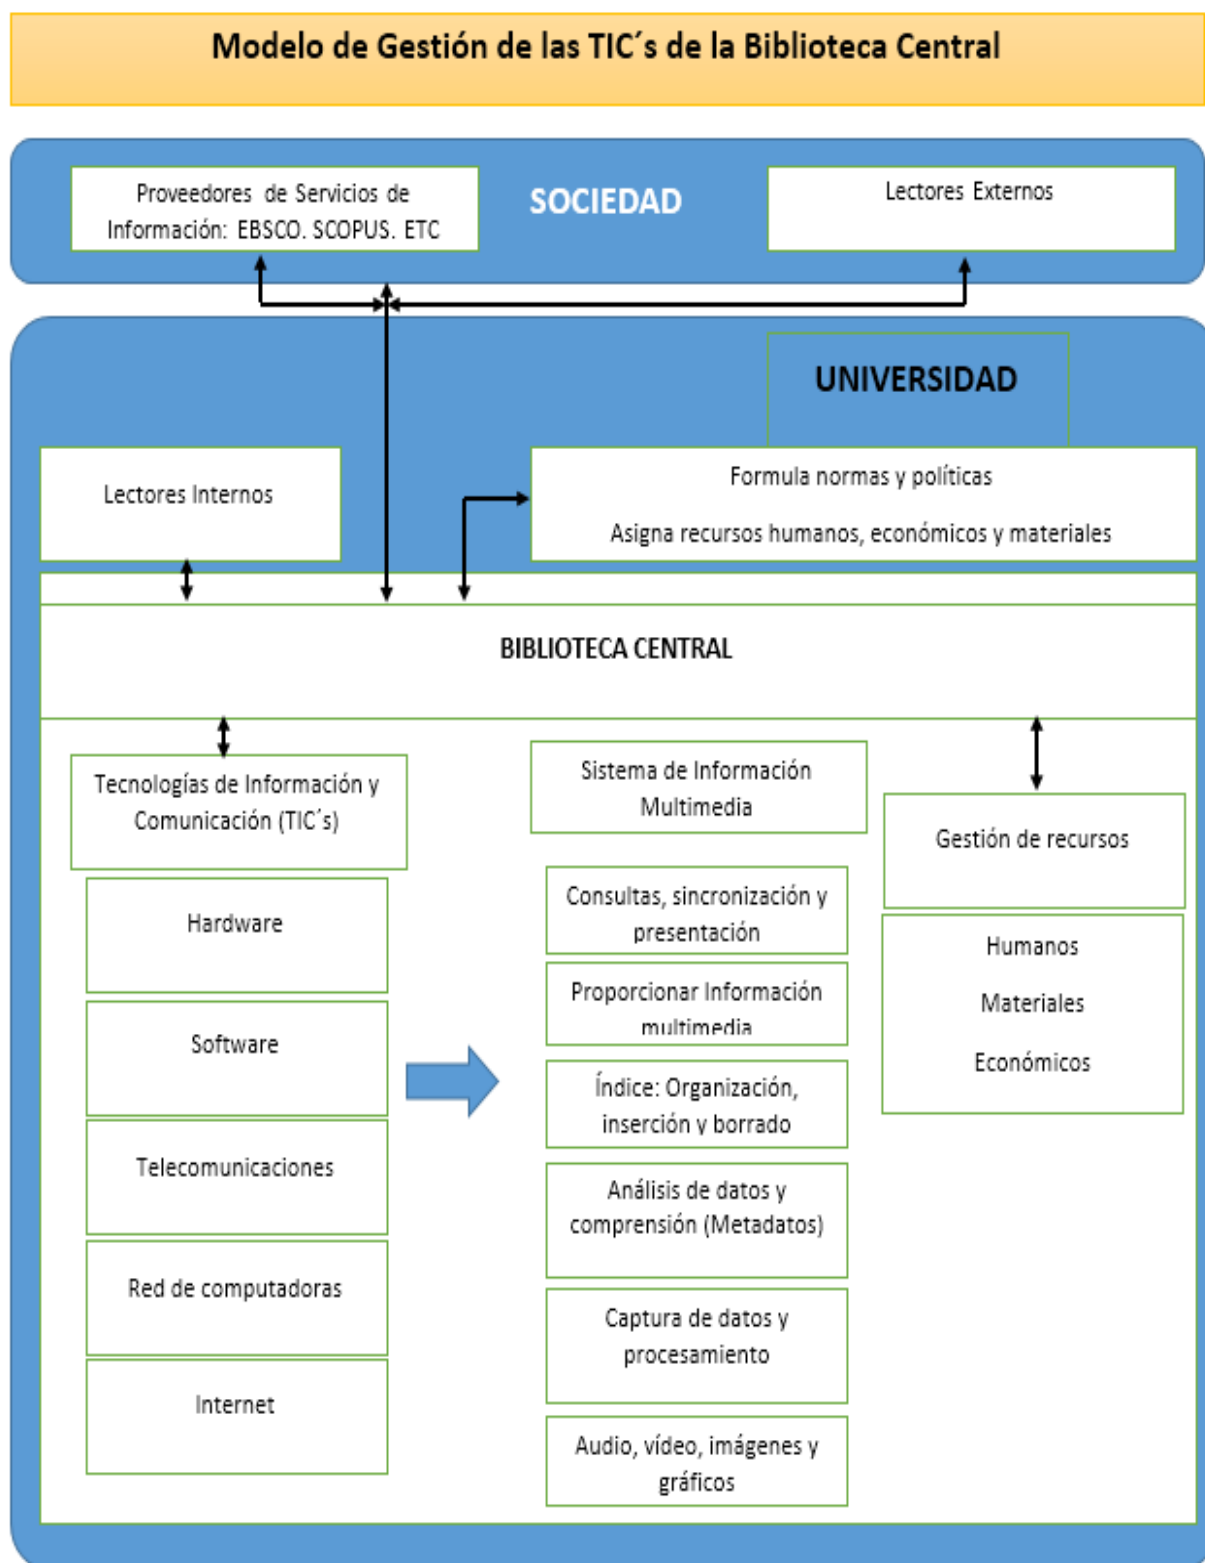 Modelo de Gestión de las TIC´s de la Biblioteca Central
Proveedores de Servicios de
Información: EBSCO. SCOPUS. ETC
SOCIEDAD
Lectores Externos
UNIVERSIDAD
Lectores Internos
Formula normas y políticas
Asigna recursos humanos, económicos y materiales
BIBLIOTECA CENTRAL
Tecnologías de Información y
Comunicación (TIC´s)
Hardware
Software
Telecomunicaciones
Red de computadoras
Internet
Sistema de Información
Multimedia
Consultas, sincronización y
presentación
Proporcionar Información
multimedia
Índice: Organización,
inserción y borrado
Análisis de datos y
comprensión (Metadatos)
Captura de datos y
procesamiento
Audio, vídeo, imágenes y
gráficos
Gestión de recursos
Humanos
Materiales
Económicos